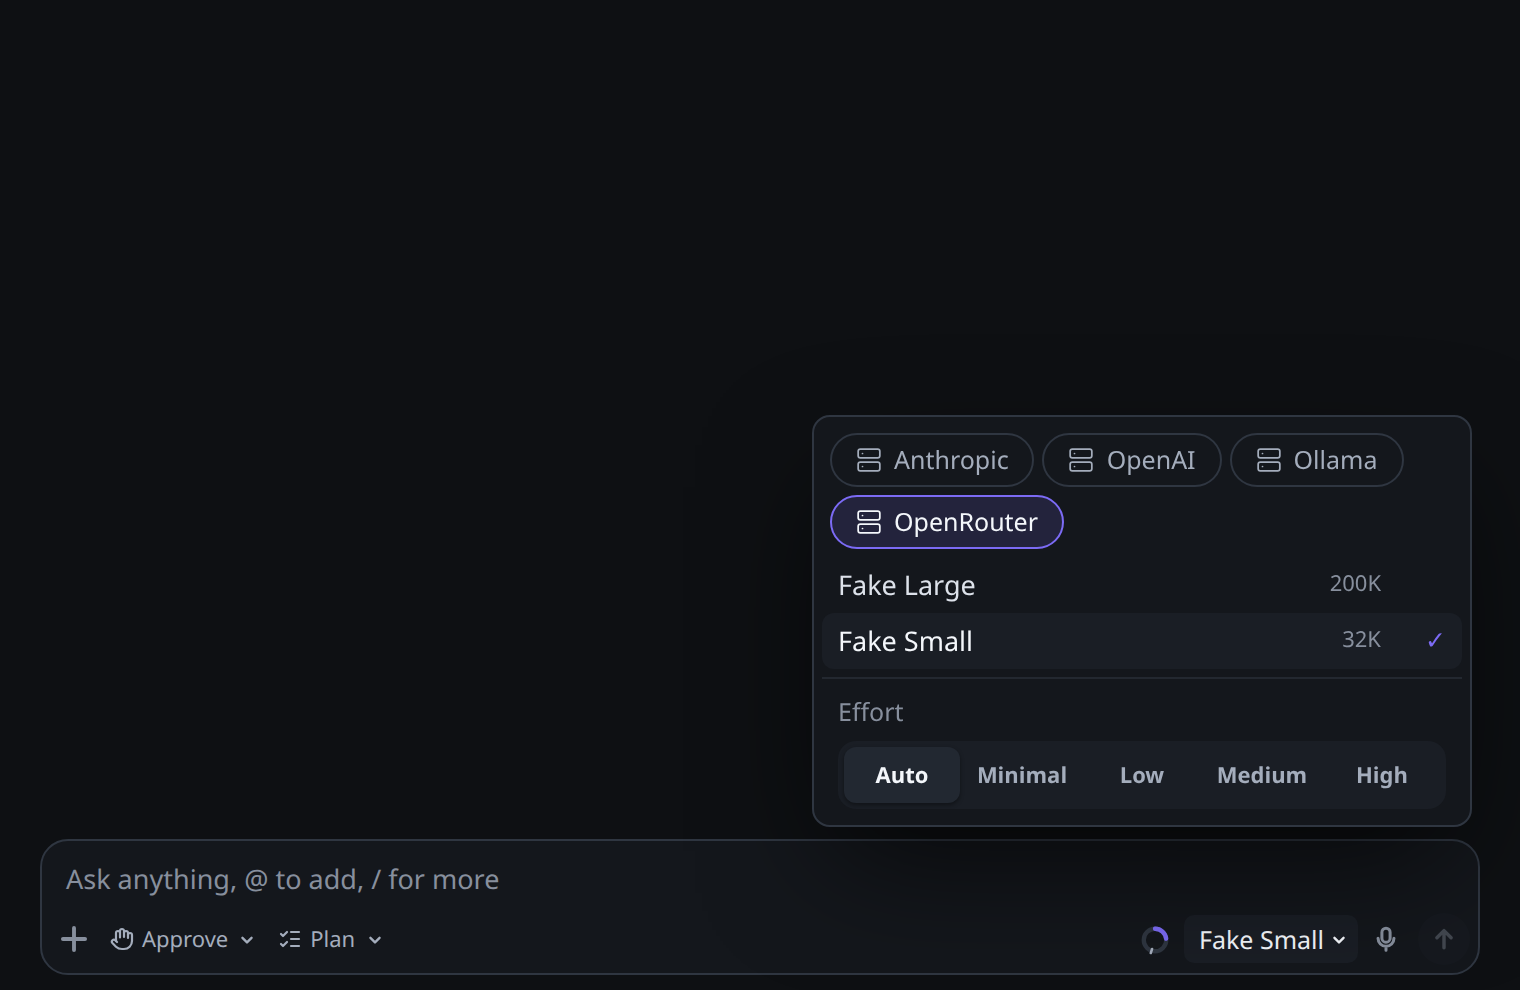 Anthropic OpenAI Ollama
OpenRouter
Fake Large 200K
Fake Small 32K ✓
Effort
Auto Minimal Low Medium High
Ask anything, @ to add, / for more
Approve Plan Fake Small